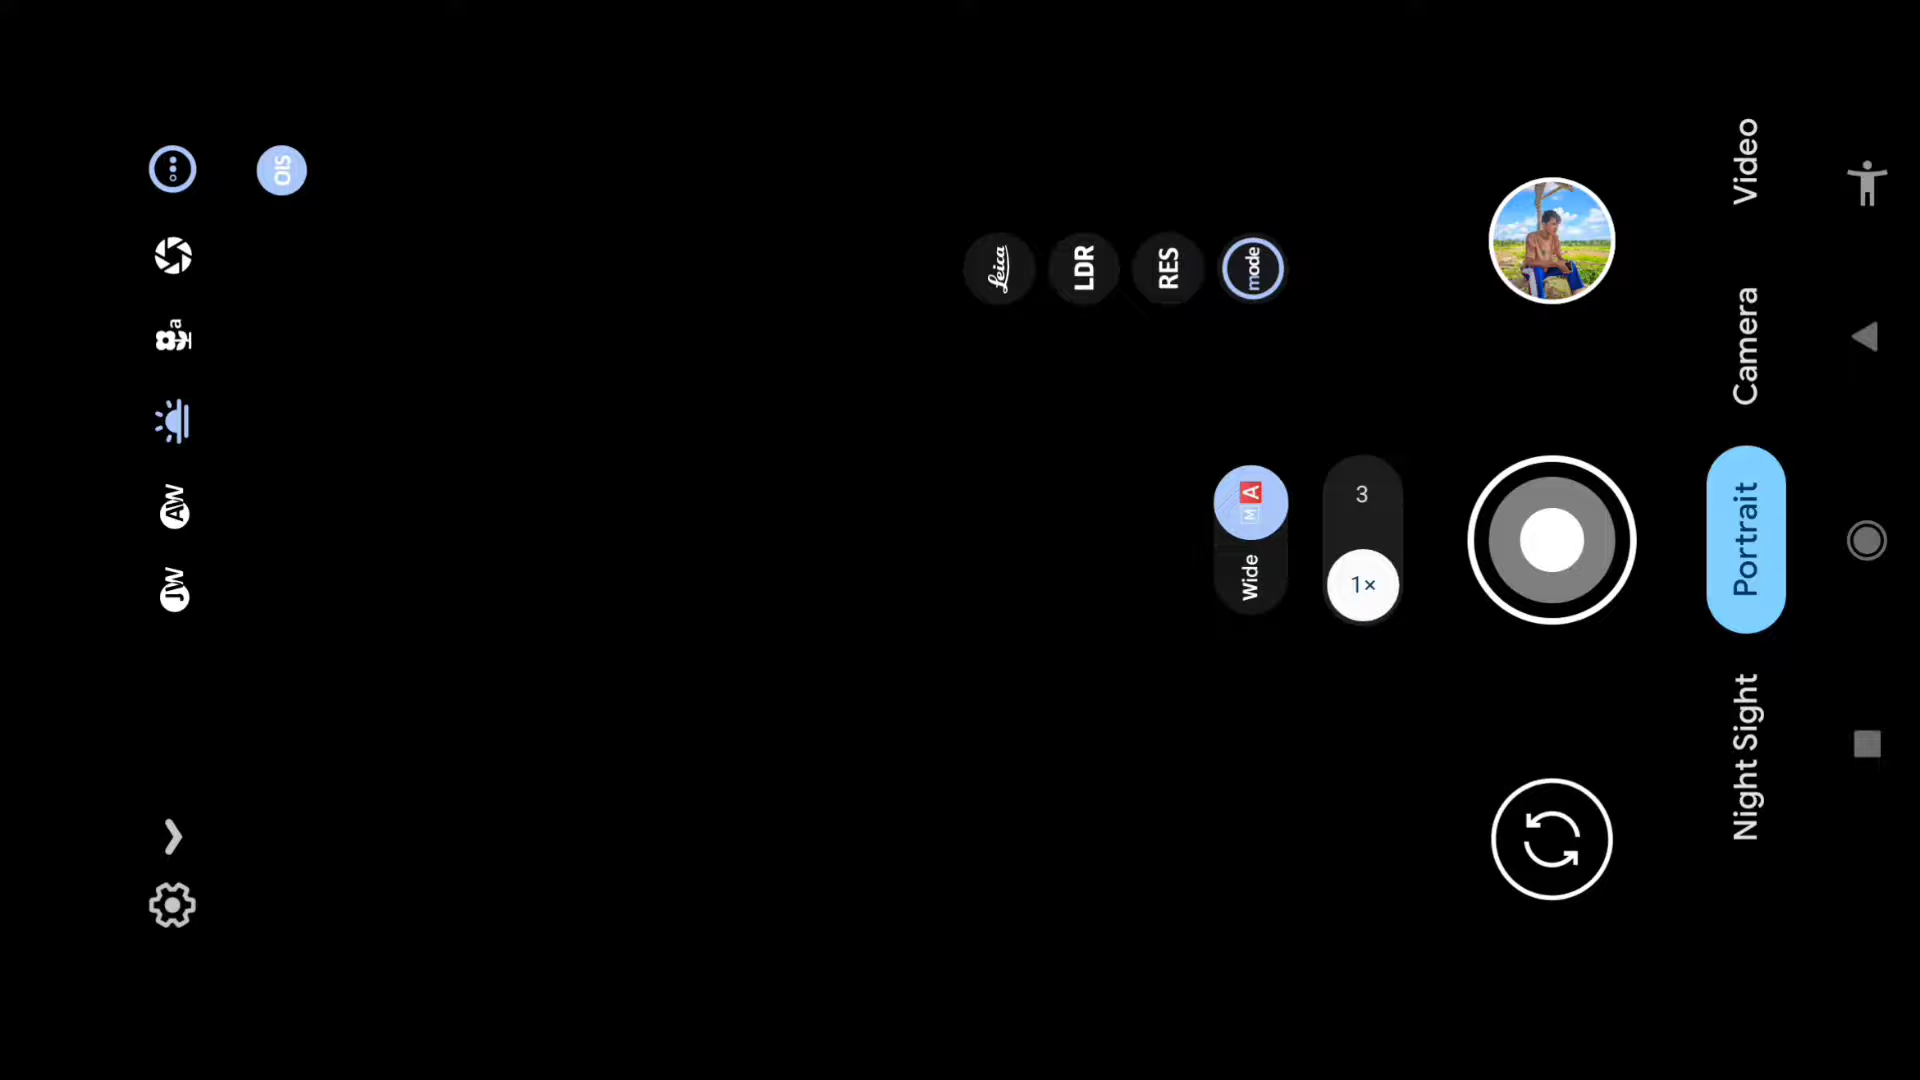 OIS
a
AW
JW
Leica
LDR
RES
mode
M A
Wide
3
1×
Video
Camera
Portrait
Night Sight